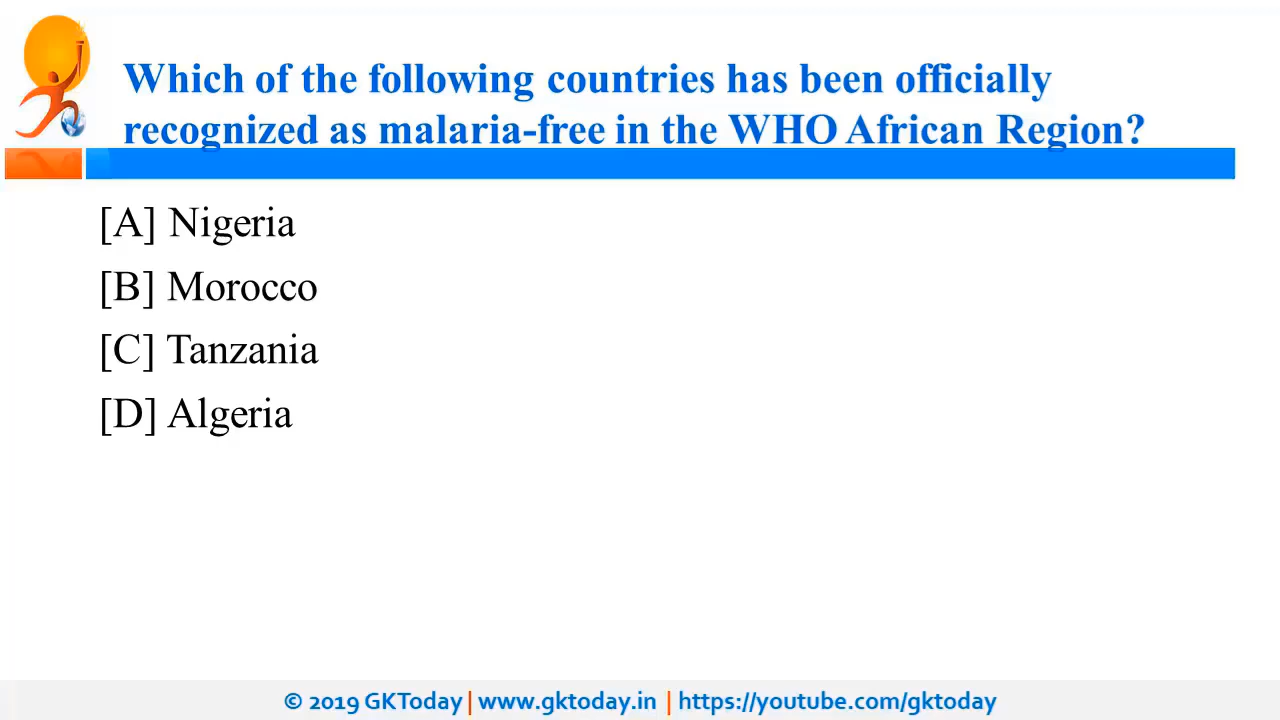 Which of the following countries has been officially
recognized as malaria-free in the WHO African Region?
[A] Nigeria
[B] Morocco
[C] Tanzania
[D] Algeria
© 2019 GKToday | www.gktoday.in | https://youtube.com/gktoday